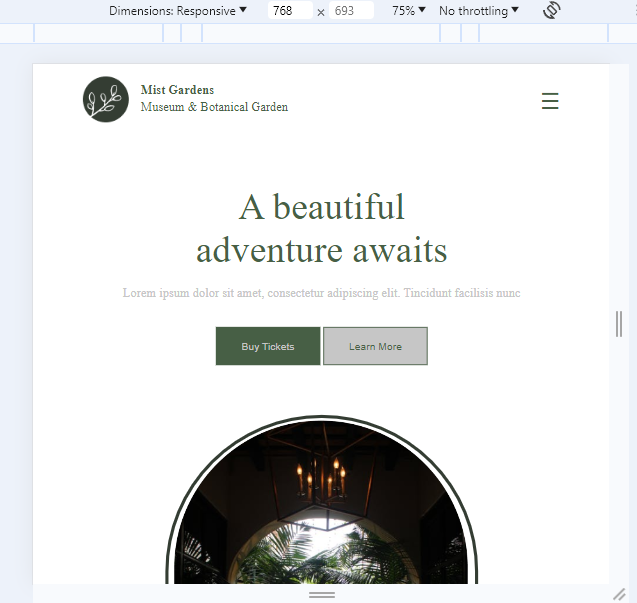 Dimensions: Responsive 768 × 693 75% No throttling
Mist Gardens
Museum & Botanical Garden
A beautiful
adventure awaits
Lorem ipsum dolor sit amet, consectetur adipiscing elit. Tincidunt facilisis nunc
Buy Tickets Learn More